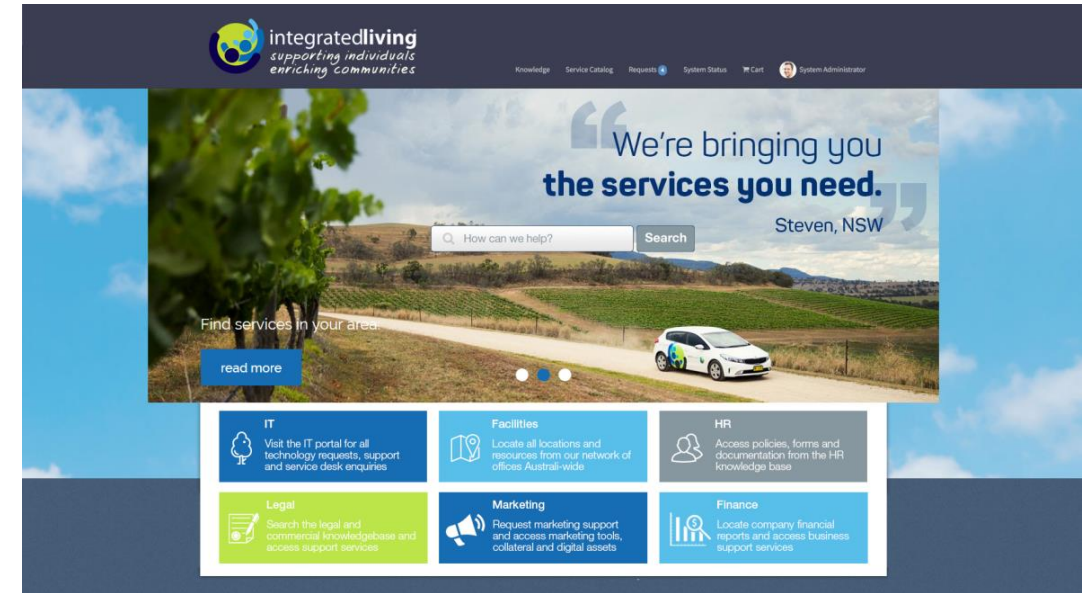 integratedliving
supporting individuals
enriching communities
Knowledge Service Catalog Requests 4 System Status Cart System Administrator
“We're bringing you
the services you need.”
Steven, NSW
How can we help? Search
Find services in your area.
read more
IT
Visit the IT portal for all
technology requests, support
and service desk enquiries
Facilities
Locate all locations and
resources from our network of
offices Australi-wide
HR
Access policies, forms and
documentation from the HR
knowledge base
Legal
Search the legal and
commercial knowledgebase and
access support services
Marketing
Request marketing support
and access marketing tools,
collateral and digital assets
Finance
Locate company financial
reports and access business
support services